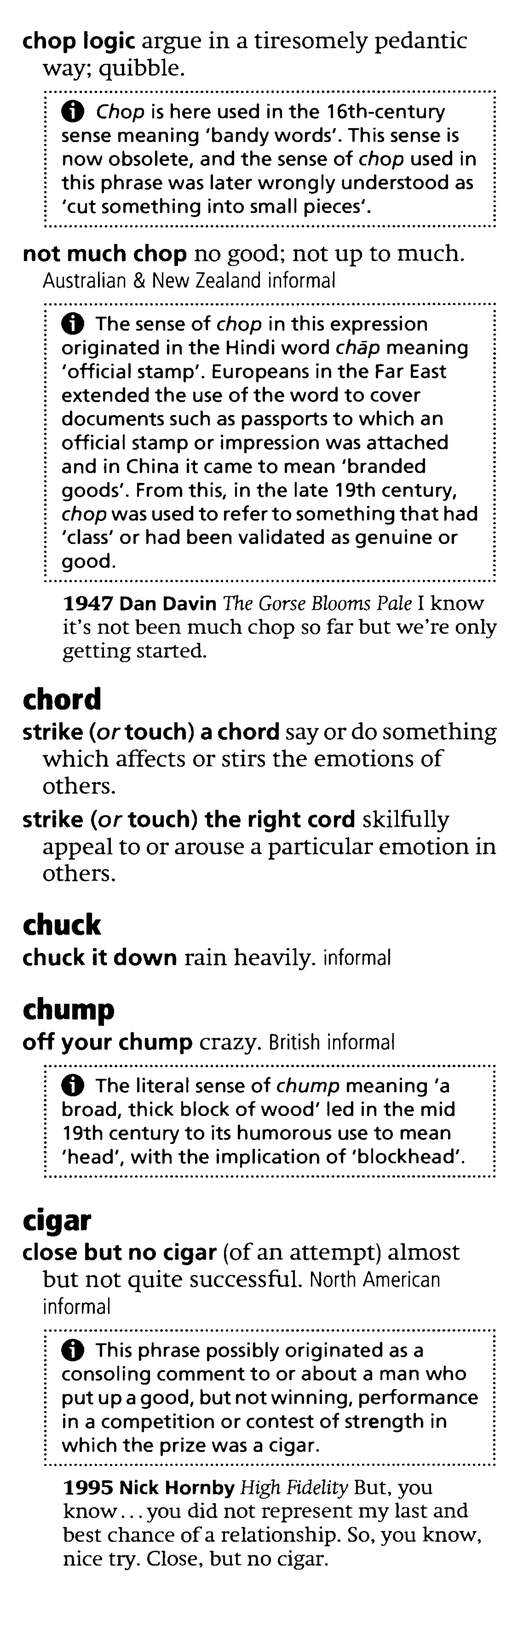 chop logic argue in a tiresomely pedantic
way; quibble.
Chop is here used in the 16th-century
sense meaning ‘bandy words’. This sense is
now obsolete, and the sense of chop used in
this phrase was later wrongly understood as
‘cut something into small pieces’.
not much chop no good; not up to much.
Australian & New Zealand informal
The sense of chop in this expression
originated in the Hindi word chāp meaning
‘official stamp’. Europeans in the Far East
extended the use of the word to cover
documents such as passports to which an
official stamp or impression was attached
and in China it came to mean ‘branded
goods’. From this, in the late 19th century,
chop was used to refer to something that had
‘class’ or had been validated as genuine or
good.
1947 Dan Davin The Gorse Blooms Pale I know
it’s not been much chop so far but we’re only
getting started.
chord
strike (or touch) a chord say or do something
which affects or stirs the emotions of
others.
strike (or touch) the right cord skilfully
appeal to or arouse a particular emotion in
others.
chuck
chuck it down rain heavily. informal
chump
off your chump crazy. British informal
The literal sense of chump meaning ‘a
broad, thick block of wood’ led in the mid
19th century to its humorous use to mean
‘head’, with the implication of ‘blockhead’.
cigar
close but no cigar (of an attempt) almost
but not quite successful. North American
informal
This phrase possibly originated as a
consoling comment to or about a man who
put up a good, but not winning, performance
in a competition or contest of strength in
which the prize was a cigar.
1995 Nick Hornby High Fidelity But, you
know…you did not represent my last and
best chance of a relationship. So, you know,
nice try. Close, but no cigar.